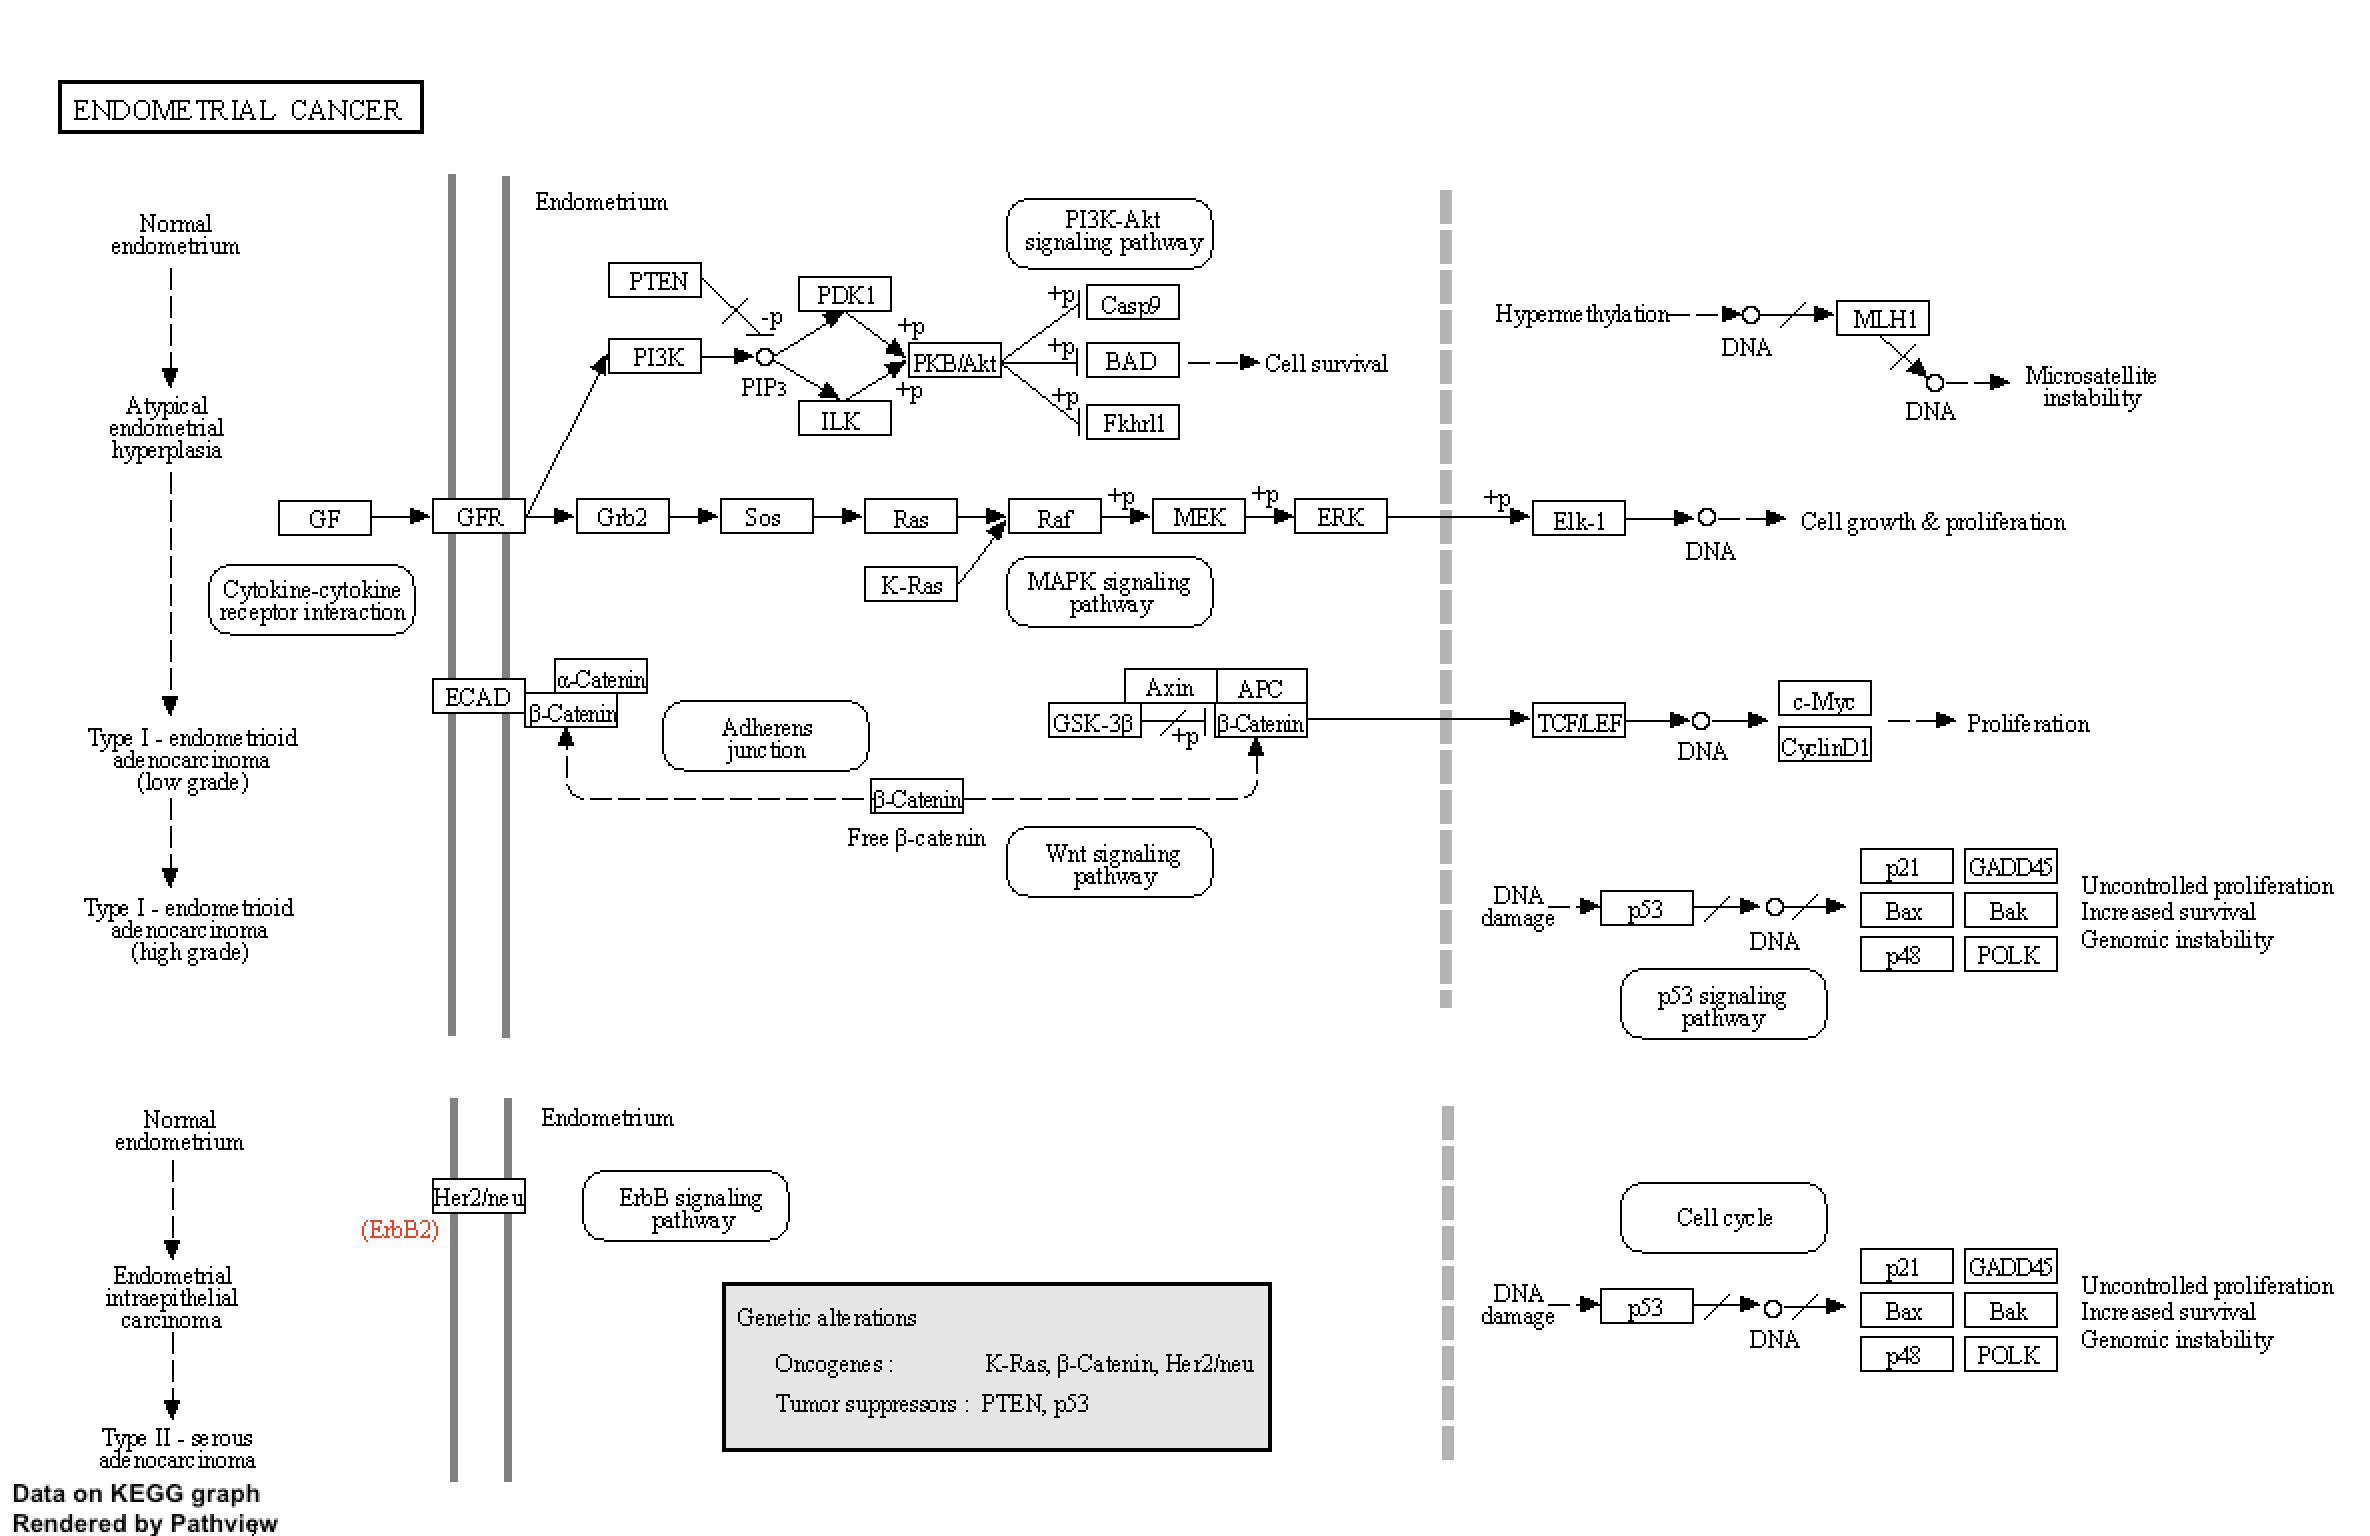 ENDOMETRIAL CANCER
Normal
endometrium
Atypical
endometrial
hyperplasia
Type I - endometrioid
adenocarcinoma
(low grade)
Type I - endometrioid
adenocarcinoma
(high grade)
Endometrium
PI3K-Akt
signaling pathway
PTEN
-p
PDK1
+p
PI3K
PIP3
PKB/Akt
ILK
+p
+p
Casp9
+p
BAD
Cell survival
+p
Fkhrl1
Hypermethylation
DNA
MLH1
DNA
Microsatellite
instability
GF
GFR
Grb2
Sos
Ras
Raf
+p
MEK
+p
ERK
+p
Elk-1
DNA
Cell growth & proliferation
K-Ras
Cytokine-cytokine
receptor interaction
MAPK signaling
pathway
ECAD
α-Catenin
β-Catenin
Adherens
junction
Axin
APC
GSK-3β
+p
β-Catenin
TCF/LEF
DNA
c-Myc
CyclinD1
Proliferation
β-Catenin
Free β-catenin
Wnt signaling
pathway
DNA
damage
p53
DNA
p21
GADD45
Bax
Bak
p48
POLK
Uncontrolled proliferation
Increased survival
Genomic instability
p53 signaling
pathway
Normal
endometrium
Endometrial
intraepithelial
carcinoma
Type II - serous
adenocarcinoma
Endometrium
Her2/neu
(ErbB2)
ErbB signaling
pathway
Genetic alterations
Oncogenes : K-Ras, β-Catenin, Her2/neu
Tumor suppressors : PTEN, p53
Cell cycle
DNA
damage
p53
DNA
p21
GADD45
Bax
Bak
p48
POLK
Uncontrolled proliferation
Increased survival
Genomic instability
Data on KEGG graph
Rendered by Pathview